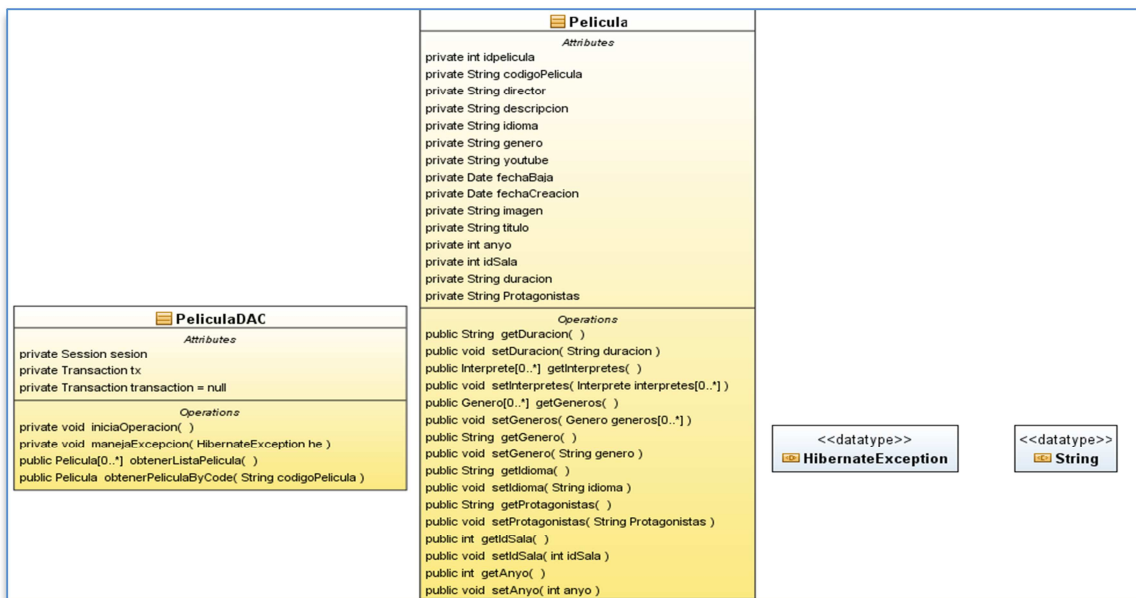 Pelicula
Attributes
private int idpelicula
private String codigoPelicula
private String director
private String descripcion
private String idioma
private String genero
private String youtube
private Date fechaBaja
private Date fechaCreacion
private String imagen
private String titulo
private int anyo
private int idSala
private String duracion
private String Protagonistas
Operations
public String getDuracion( )
public void setDuracion( String duracion )
public Interprete[0..*] getInterpretes( )
public void setInterpretes( Interprete interpretes[0..*] )
public Genero[0..*] getGeneros( )
public void setGeneros( Genero generos[0..*] )
public String getGenero( )
public void setGenero( String genero )
public String getIdioma( )
public void setIdioma( String idioma )
public String getProtagonistas( )
public void setProtagonistas( String Protagonistas )
public int getIdSala( )
public void setIdSala( int idSala )
public int getAnyo( )
public void setAnyo( int anyo )
PeliculaDAC
Attributes
private Session sesion
private Transaction tx
private Transaction transaction = null
Operations
private void iniciaOperacion( )
private void manejaExcepcion( HibernateException he )
public Pelicula[0..*] obtenerListaPelicula( )
public Pelicula obtenerPeliculaByCode( String codigoPelicula )
<<datatype>>
HibernateException
<<datatype>>
String